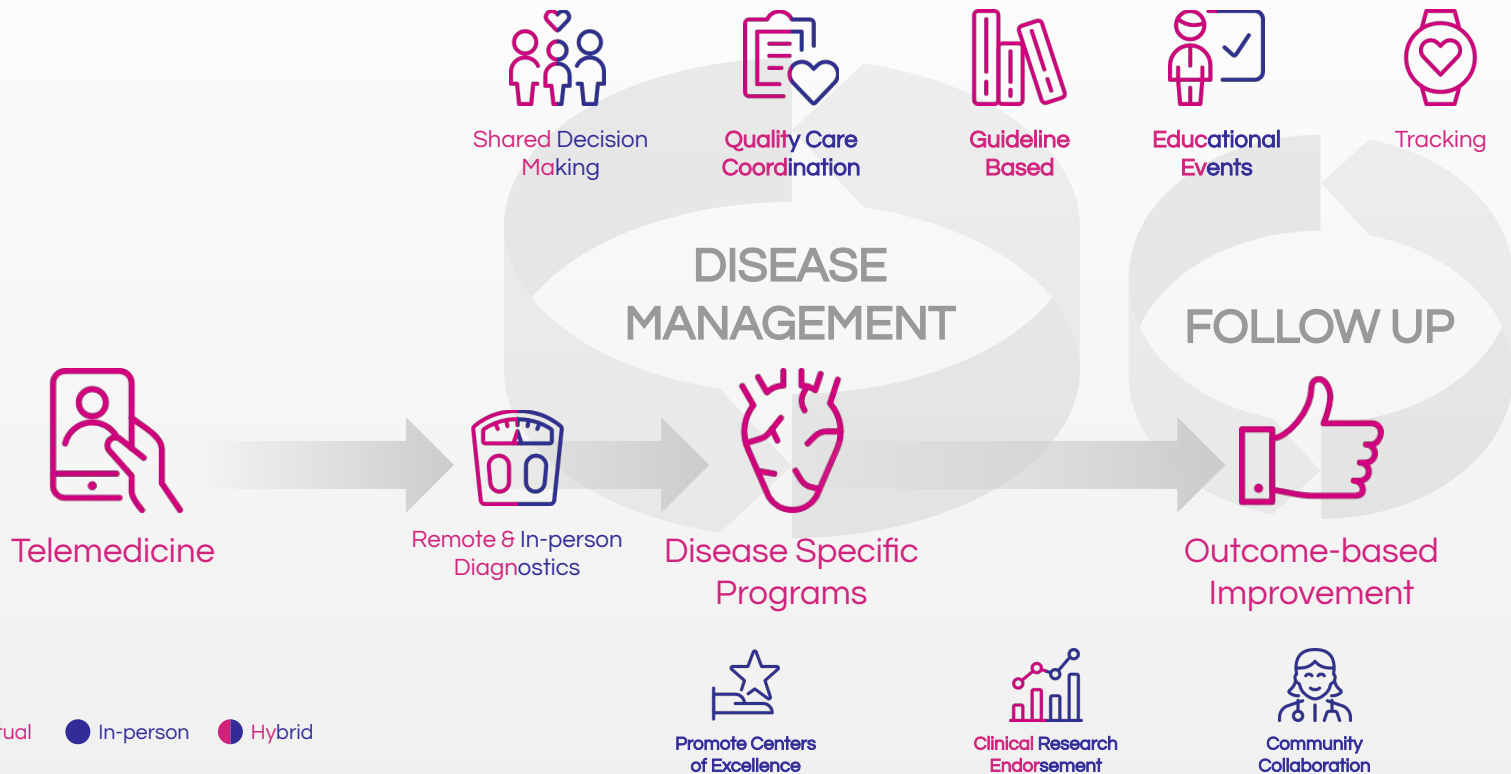 Shared Decision
Making
Quality Care
Coordination
Guideline
Based
Educational
Events
Tracking
DISEASE
MANAGEMENT
FOLLOW UP
Telemedicine
Remote & In-person
Diagnostics
Disease Specific
Programs
Outcome-based
Improvement
Promote Centers
of Excellence
Clinical Research
Endorsement
Community
Collaboration
In-person
Hybrid